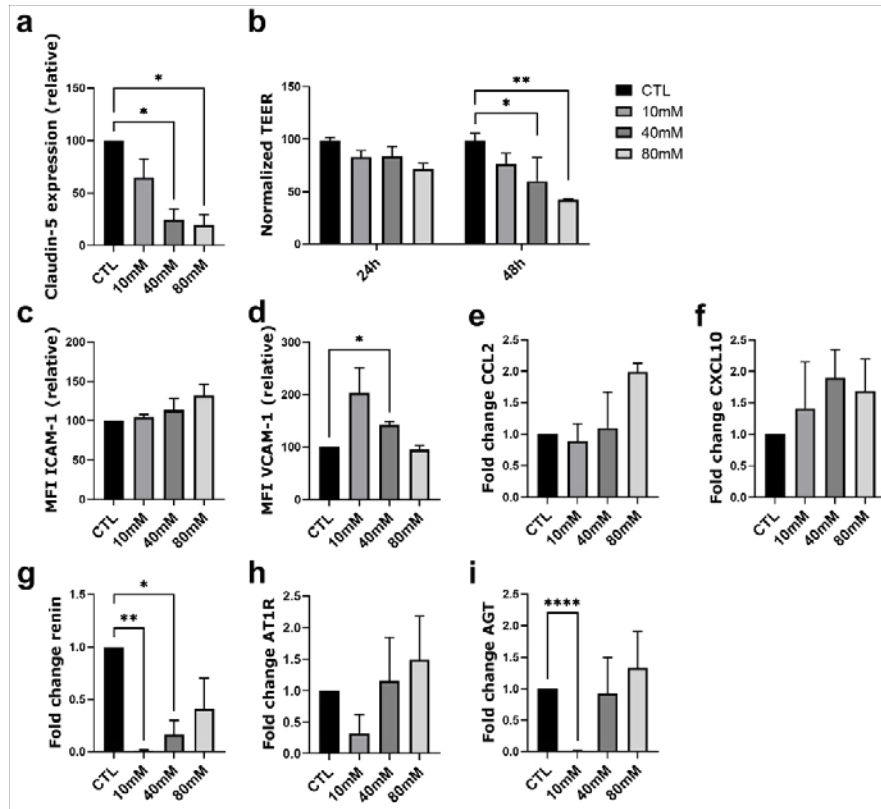 a
Claudin-5 expression (relative)
150
100
50
0
*
*
CTL
10mM
40mM
80mM
b
Normalized TEER
150
100
50
0
**
*
24h
48h
CTL
10mM
40mM
80mM
c
MFI ICAM-1 (relative)
200
150
100
50
0
CTL
10mM
40mM
80mM
d
MFI VCAM-1 (relative)
300
200
100
0
*
CTL
10mM
40mM
80mM
e
Fold change CCL2
2.5
2.0
1.5
1.0
0.5
0.0
CTL
10mM
40mM
80mM
f
Fold change CXCL10
2.5
2.0
1.5
1.0
0.5
0.0
CTL
10mM
40mM
80mM
g
Fold change renin
1.5
1.0
0.5
0.0
*
**
CTL
10mM
40mM
80mM
h
Fold change AT1R
2.5
2.0
1.5
1.0
0.5
0.0
CTL
10mM
40mM
80mM
i
Fold change AGT
2.5
2.0
1.5
1.0
0.5
0.0
****
CTL
10mM
40mM
80mM